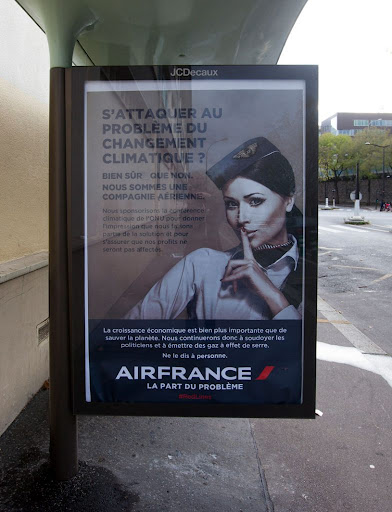 JCDecaux
S'ATTAQUER AU
PROBLÈME DU
CHANGEMENT
CLIMATIQUE ?
BIEN SÛR QUE NON,
NOUS SOMMES UNE
COMPAGNIE AÉRIENNE.
Nous sponsorisons la conférence
climatique de l'ONU pour donner
l'impression que nous faisons
partie de la solution et pour
s'assurer que nos profits ne
seront pas affectés.
La croissance économique est bien plus importante que de
sauver la planète. Nous continuerons donc à soudoyer les
politiciens et à émettre des gaz à effet de serre.
Ne le dis à personne.
AIRFRANCE
LA PART DU PROBLÈME